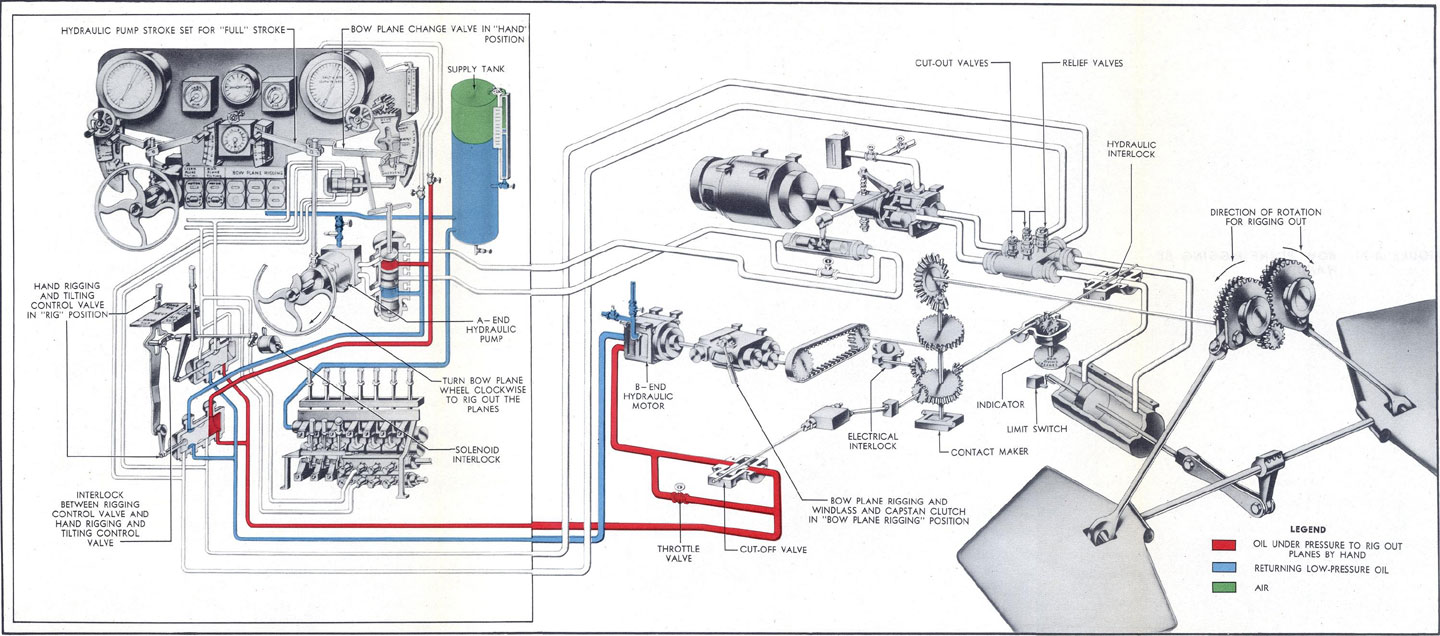 HYDRAULIC PUMP STROKE SET FOR "FULL" STROKE
BOW PLANE CHANGE VALVE IN "HAND"
POSITION
SUPPLY TANK
BOW PLANE RIGGING
HAND RIGGING
AND TILTING
CONTROL VALVE
IN "RIG" POSITION
A-END
HYDRAULIC
PUMP
TURN BOW PLANE
WHEEL CLOCKWISE
TO RIG OUT THE
PLANES
SOLENOID
INTERLOCK
INTERLOCK
BETWEEN RIGGING
CONTROL VALVE AND
HAND RIGGING AND
TILTING CONTROL
VALVE
CUT-OUT VALVES
RELIEF VALVES
HYDRAULIC
INTERLOCK
DIRECTION OF ROTATION
FOR RIGGING OUT
B-END
HYDRAULIC
MOTOR
ELECTRICAL
INTERLOCK
INDICATOR
LIMIT SWITCH
CONTACT MAKER
BOW PLANE RIGGING AND
WINDLASS AND CAPSTAN CLUTCH
IN "BOW PLANE RIGGING" POSITION
THROTTLE
VALVE
CUT-OFF VALVE
LEGEND
OIL UNDER PRESSURE TO RIG OUT
PLANES BY HAND
RETURNING LOW-PRESSURE OIL
AIR